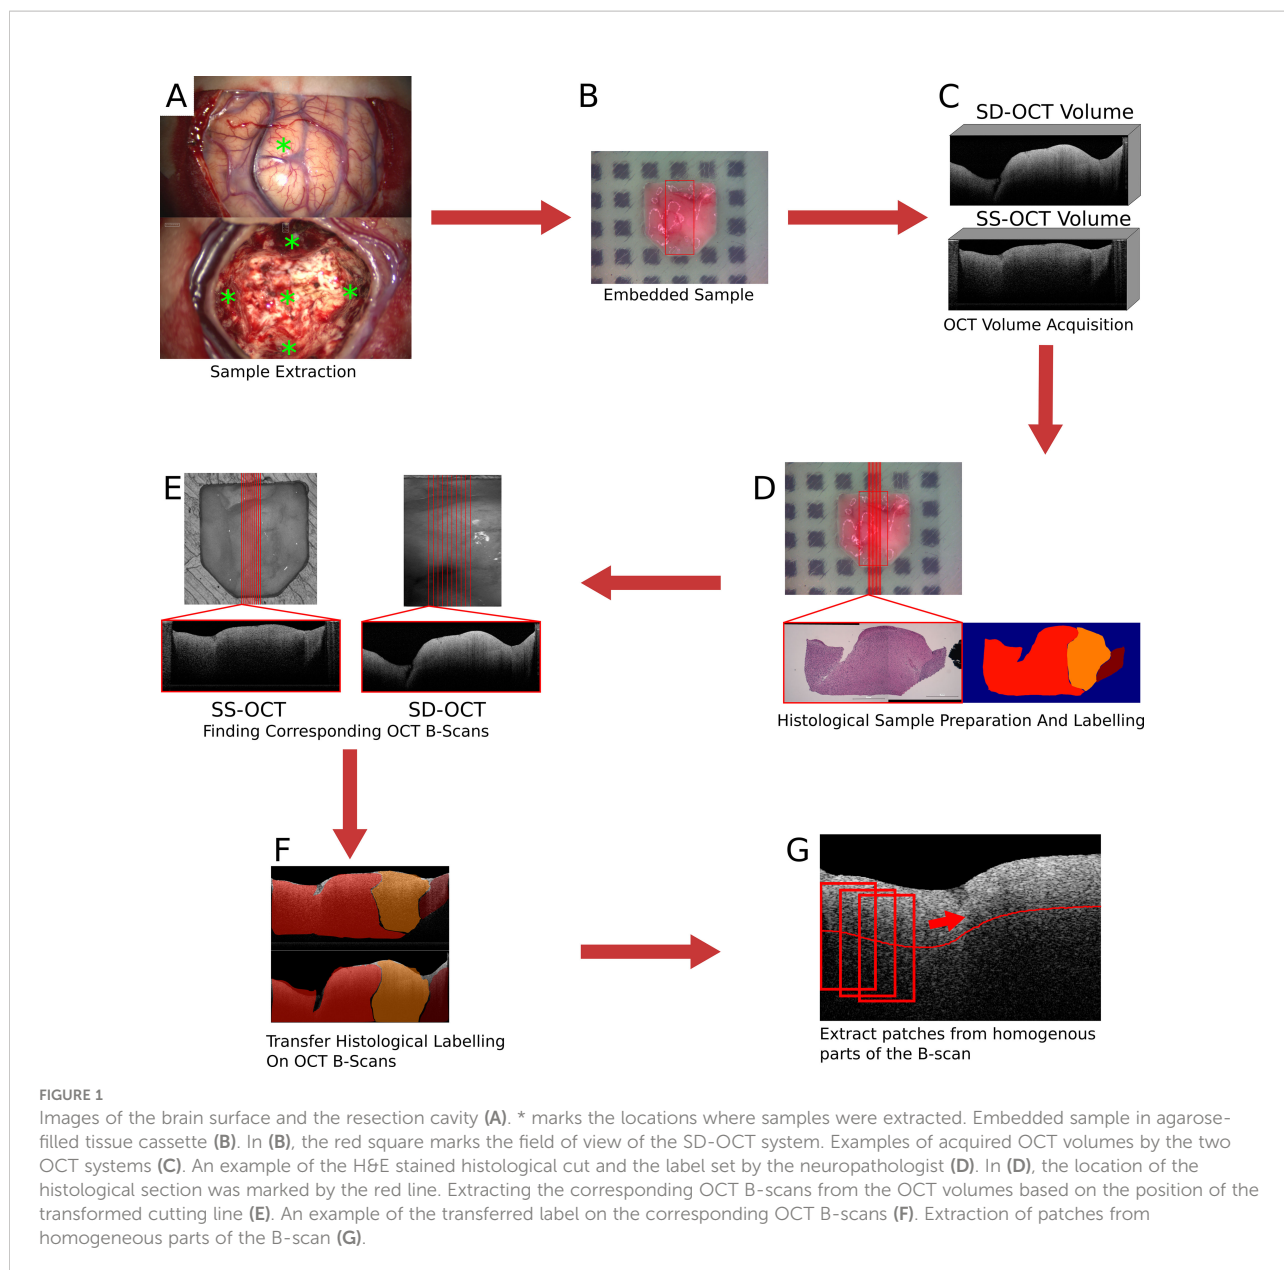 A
B
C
SD-OCT Volume
SS-OCT Volume
Embedded Sample
OCT Volume Acquisition
Sample Extraction
E
D
SS-OCT
SD-OCT
Finding Corresponding OCT B-Scans
Histological Sample Preparation And Labelling
F
G
Transfer Histological Labelling
On OCT B-Scans
Extract patches from homogenous
parts of the B-scan
FIGURE 1
Images of the brain surface and the resection cavity (A). * marks the locations where samples were extracted. Embedded sample in agarose-
filled tissue cassette (B). In (B), the red square marks the field of view of the SD-OCT system. Examples of acquired OCT volumes by the two
OCT systems (C). An example of the H&E stained histological cut and the label set by the neuropathologist (D). In (D), the location of the
histological section was marked by the red line. Extracting the corresponding OCT B-scans from the OCT volumes based on the position of the
transformed cutting line (E). An example of the transferred label on the corresponding OCT B-scans (F). Extraction of patches from
homogeneous parts of the B-scan (G).